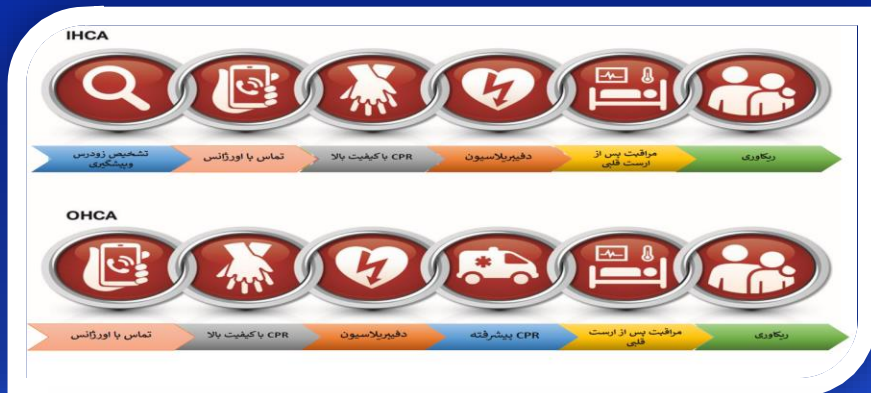 IHCA
تشخیص زودرس
وپیشگیری
تماس با اورژانس
CPR با کیفیت بالا
دفیبریلاسیون
مراقبت پس از
ارست قلبی
ریکاوری
OHCA
تماس با اورژانس
CPR با کیفیت بالا
دفیبریلاسیون
CPR پیشرفته
مراقبت پس از ارست
قلبی
ریکاوری